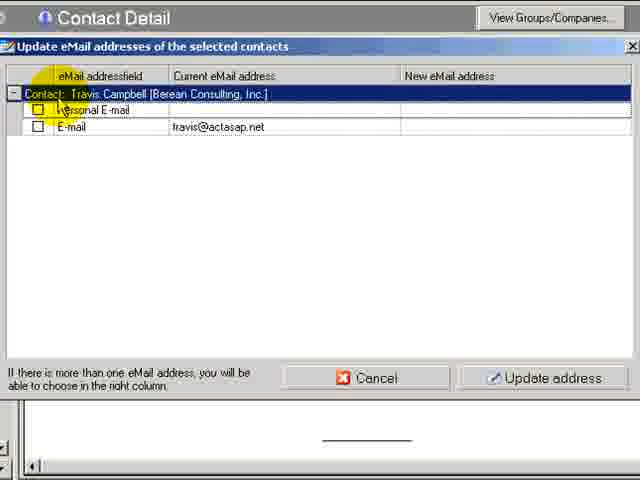 Contact Detail
View Groups/Companies...
Update eMail addresses of the selected contacts
eMail addressfield
Current eMail address
New eMail address
Contact: Travis Campbell [Berean Consulting, Inc.]
Personal E-mail
E-mail
travis@actasap.net
If there is more than one eMail address, you will be
able to choose in the right column.
Cancel
Update address